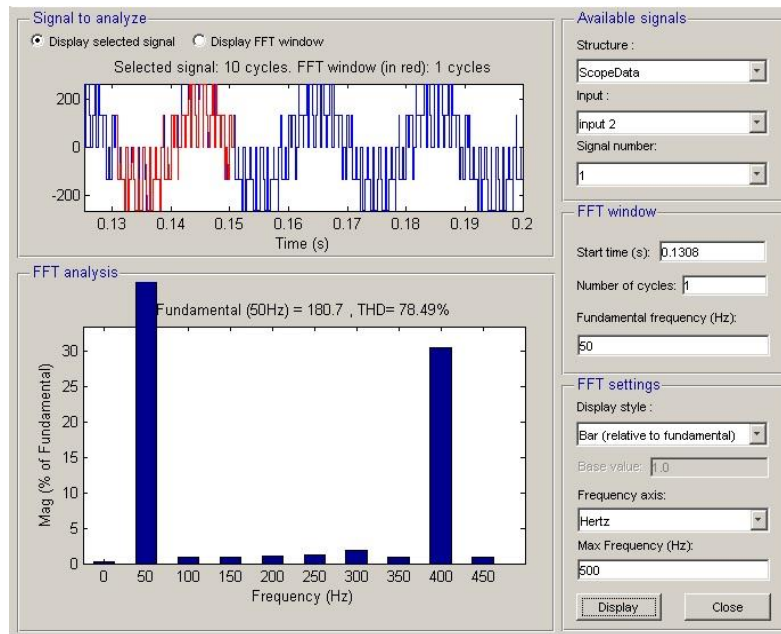 Signal to analyze
Display selected signal Display FFT window
Selected signal: 10 cycles. FFT window (in red): 1 cycles
200
0
-200
0.13 0.14 0.15 0.16 0.17 0.18 0.19 0.2
Time (s)
FFT analysis
Fundamental (50Hz) = 180.7 , THD= 78.49%
Mag (% of Fundamental)
30
25
20
15
10
5
0
0 50 100 150 200 250 300 350 400 450
Frequency (Hz)
Available signals
Structure :
ScopeData
Input :
input 2
Signal number:
1
FFT window
Start time (s): 0.1308
Number of cycles: 1
Fundamental frequency (Hz):
50
FFT settings
Display style :
Bar (relative to fundamental)
Base value: 1.0
Frequency axis:
Hertz
Max Frequency (Hz):
500
Display Close